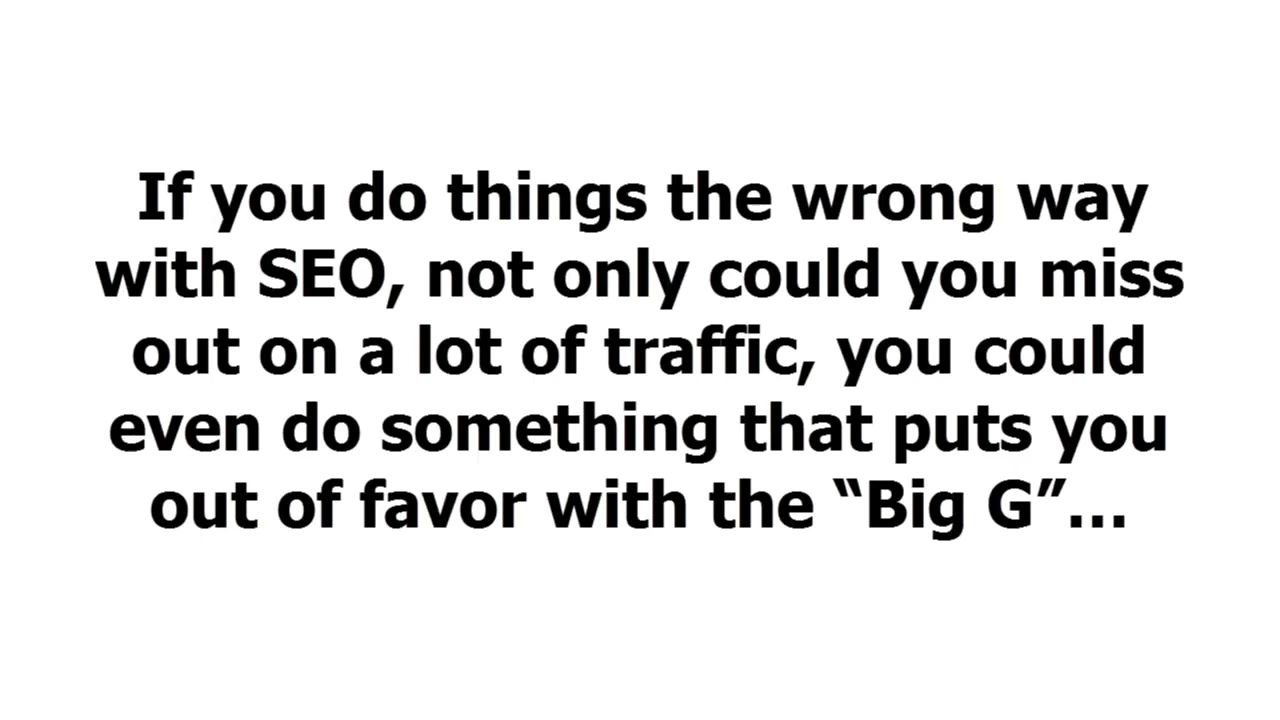 If you do things the wrong way
with SEO, not only could you miss
out on a lot of traffic, you could
even do something that puts you
out of favor with the “Big G”…